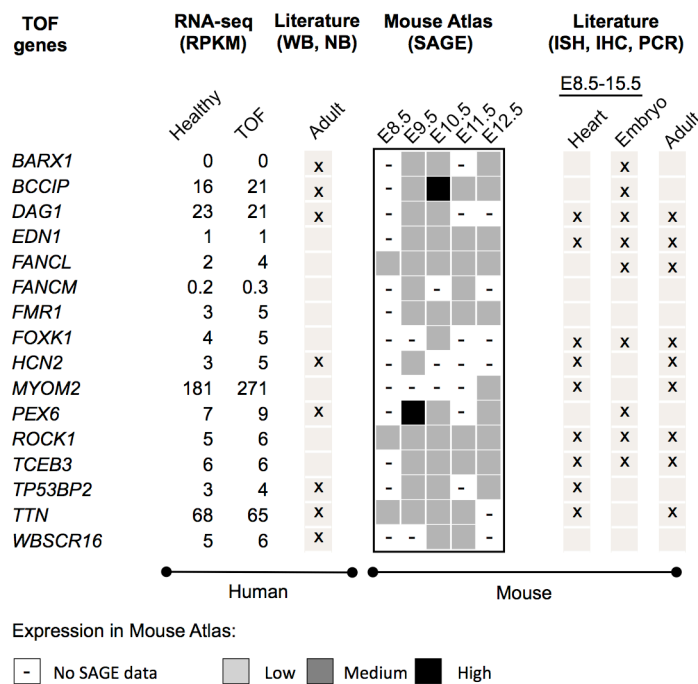 TOF genes
RNA-seq (RPKM)
Literature (WB, NB)
Mouse Atlas (SAGE)
Literature (ISH, IHC, PCR)
E8.5-15.5
Healthy TOF Adult E8.5 E9.5 E10.5 E11.5 E12.5 Heart Embryo Adult
BARX1 0 0 x - - x
BCCIP 16 21 x - x
DAG1 23 21 x - - - x x x
EDN1 1 1 - x x x
FANCL 2 4 x x
FANCM 0.2 0.3 - - -
FMR1 3 5 -
FOXK1 4 5 - - - - x x x
HCN2 3 5 x - - - - x x
MYOM2 181 271 - - - - x x
PEX6 7 9 x - - x
ROCK1 5 6 x x x
TCEB3 6 6 - x x x
TP53BP2 3 4 x - - x
TTN 68 65 x - x x
WBSCR16 5 6 x - - -
Human Mouse
Expression in Mouse Atlas:
- No SAGE data Low Medium High